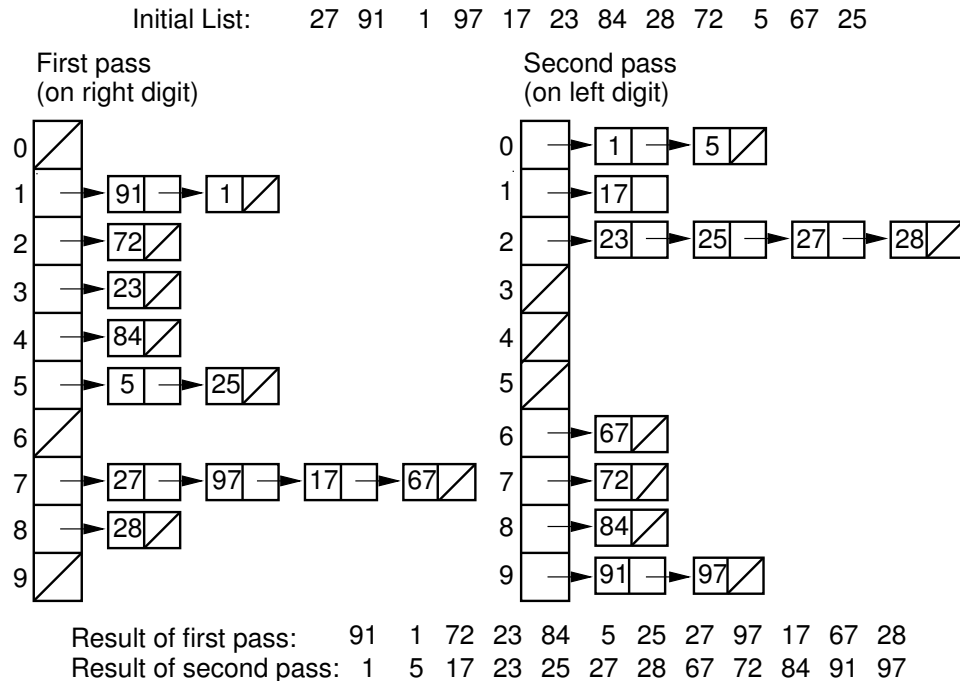 Initial List: 27 91 1 97 17 23 84 28 72 5 67 25
First pass
(on right digit)
0
1 91 1
2 72
3 23
4 84
5 5 25
6
7 27 97 17 67
8 28
9
Second pass
(on left digit)
0 1 5
1 17
2 23 25 27 28
3
4
5
6 67
7 72
8 84
9 91 97
Result of first pass: 91 1 72 23 84 5 25 27 97 17 67 28
Result of second pass: 1 5 17 23 25 27 28 67 72 84 91 97